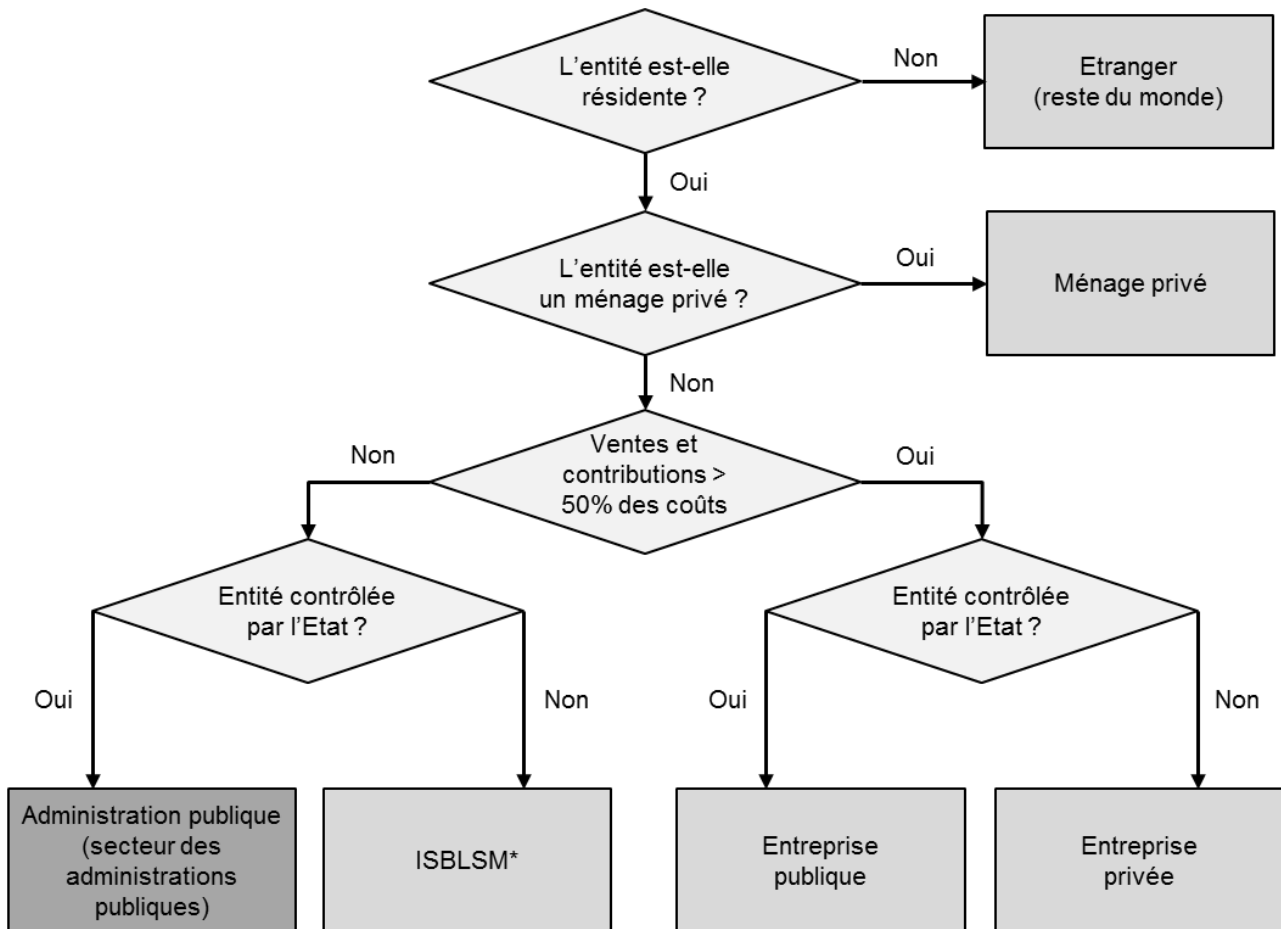 L'entité est-elle
résidente ?
Non
Etranger
(reste du monde)
Oui
L'entité est-elle
un ménage privé ?
Oui
Ménage privé
Non
Ventes et
contributions >
50% des coûts
Non
Oui
Entité contrôlée
par l'Etat ?
Entité contrôlée
par l'Etat ?
Oui
Non
Oui
Non
Administration publique
(secteur des
administrations
publiques)
ISBLSM*
Entreprise
publique
Entreprise
privée